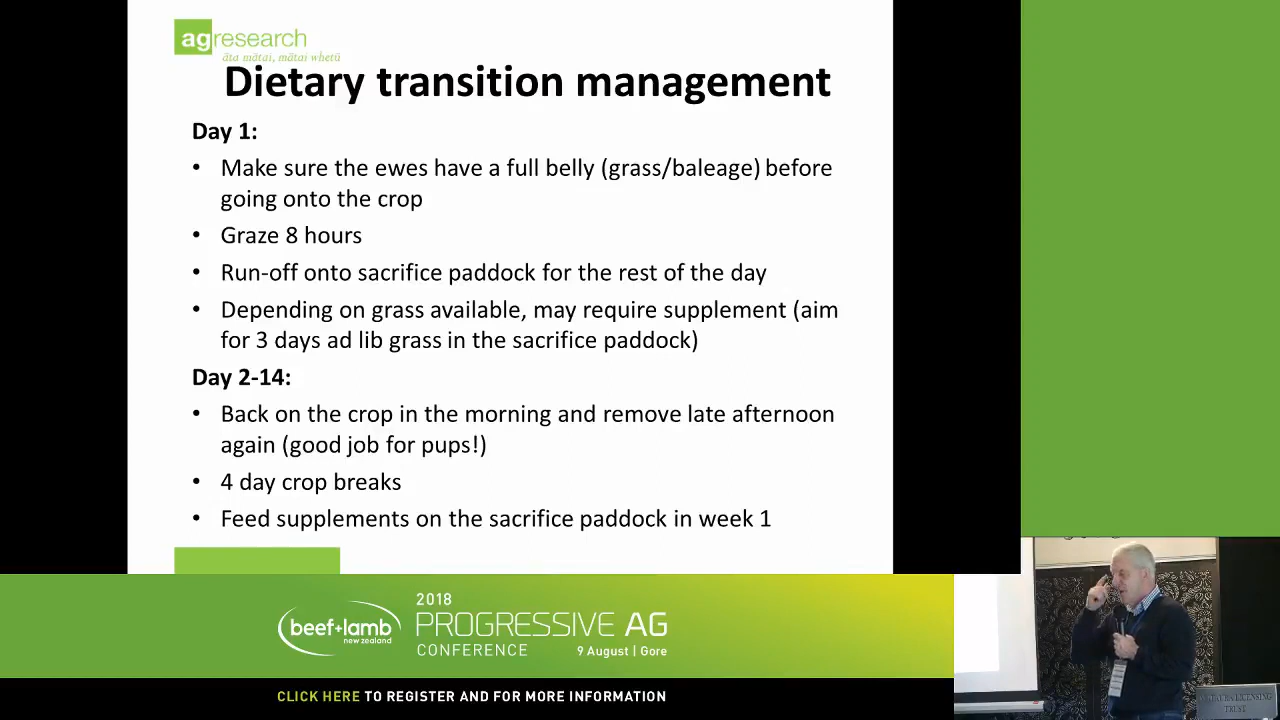 agresearch
āta mātai, mātai whetū
Dietary transition management
Day 1:
• Make sure the ewes have a full belly (grass/baleage) before
going onto the crop
• Graze 8 hours
• Run-off onto sacrifice paddock for the rest of the day
• Depending on grass available, may require supplement (aim
for 3 days ad lib grass in the sacrifice paddock)
Day 2-14:
• Back on the crop in the morning and remove late afternoon
again (good job for pups!)
• 4 day crop breaks
• Feed supplements on the sacrifice paddock in week 1
beef+lamb
new zealand
2018
PROGRESSIVE AG
CONFERENCE
9 August | Gore
CLICK HERE TO REGISTER AND FOR MORE INFORMATION
LICENSING
TRUST